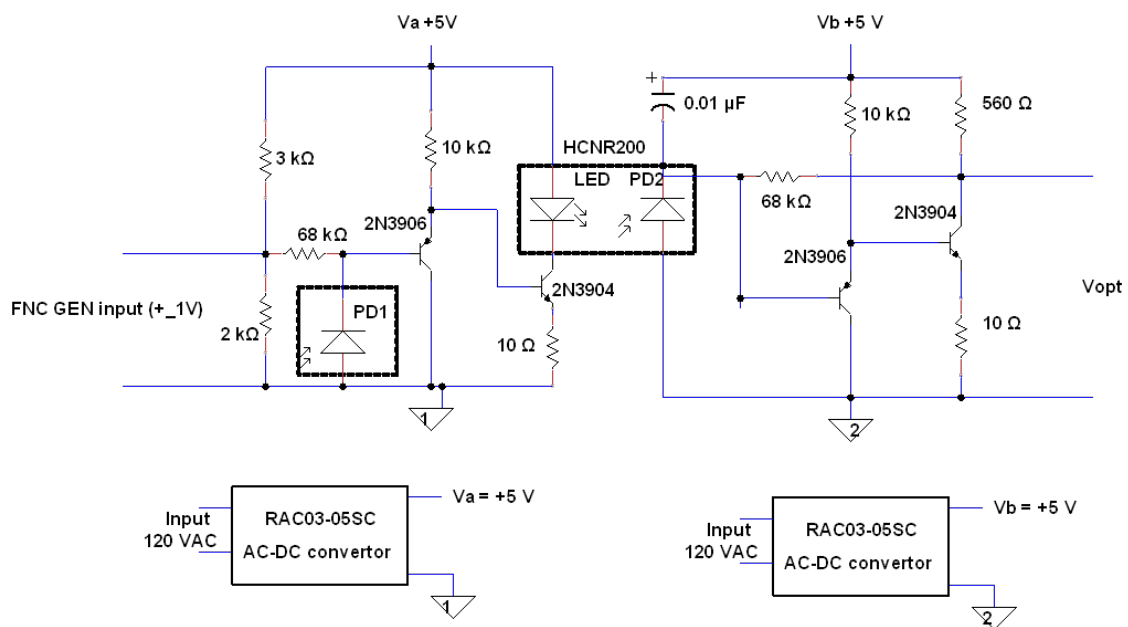 Va +5V
Vb +5 V
+
0.01 µF
10 kΩ
560 Ω
3 kΩ
10 kΩ
HCNR200
LED PD2
68 kΩ
2N3906
68 kΩ
2N3904
2N3906
FNC GEN input (+_1V)
2 kΩ
PD1
2N3904
10 Ω
10 Ω
Vopt
1
2
Input
120 VAC
RAC03-05SC
AC-DC convertor
Va = +5 V
1
Input
120 VAC
RAC03-05SC
AC-DC convertor
Vb = +5 V
2